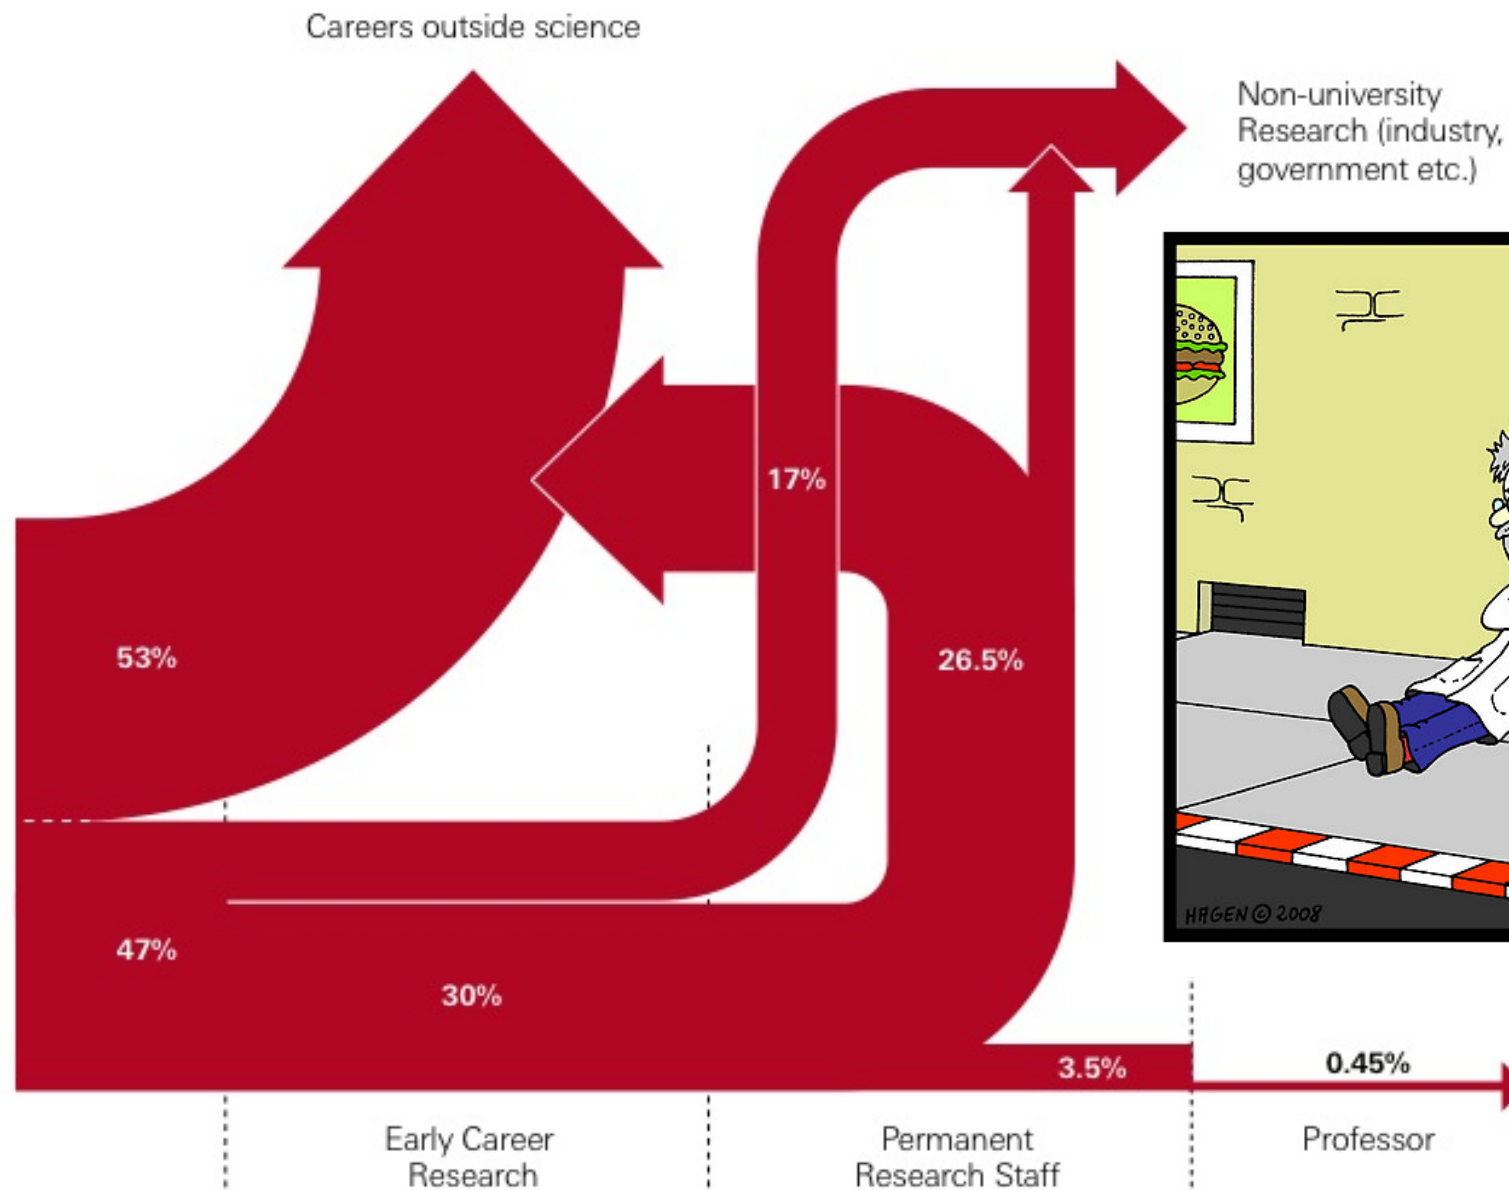 Careers outside science
Non-university
Research (industry,
government etc.)
17%
53%
26.5%
47%
30%
HAGEN © 2008
3.5%
0.45%
Early Career
Research
Permanent
Research Staff
Professor